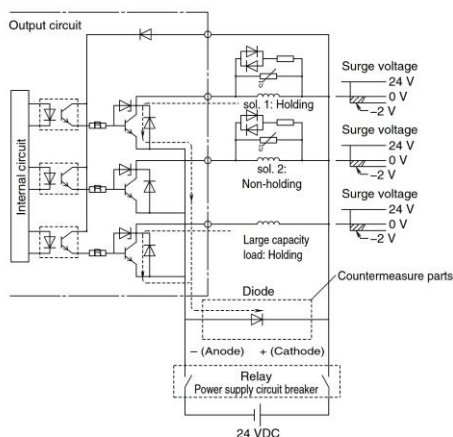 Output circuit
Internal circuit
sol. 1: Holding
sol. 2:
Non-holding
Large capacity
load: Holding
Surge voltage
24 V
0 V
–2 V
Surge voltage
24 V
0 V
–2 V
Surge voltage
24 V
0 V
–2 V
Countermeasure parts
Diode
– (Anode) + (Cathode)
Relay
Power supply circuit breaker
24 VDC